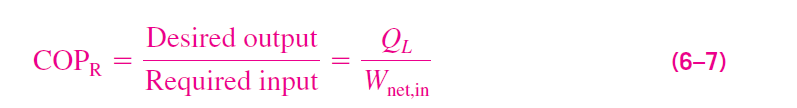 COP_R = Desired output / Required input = Q_L / W_net,in (6–7)